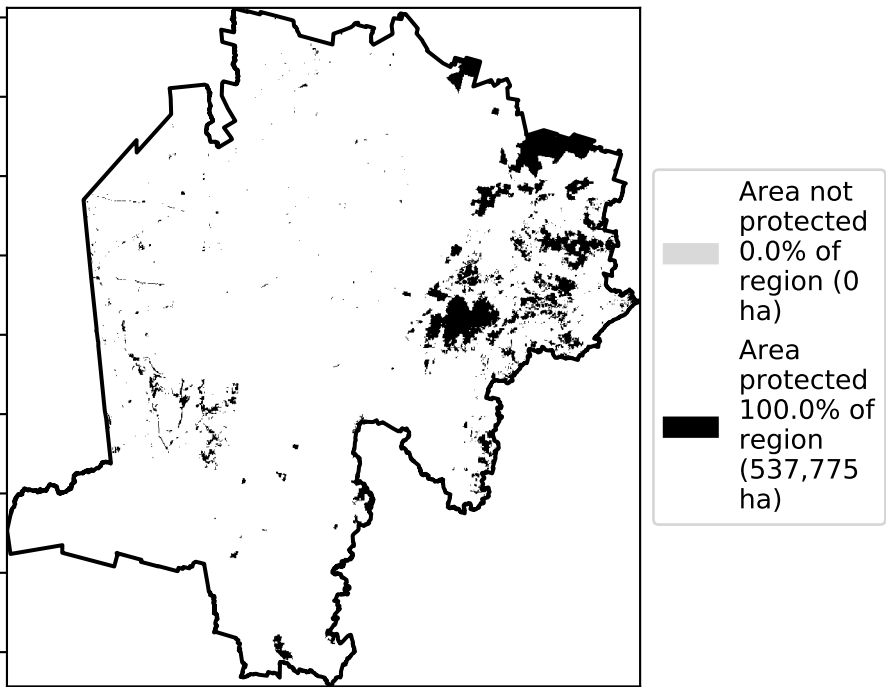 Area not
protected
0.0% of
region (0
ha)
Area
protected
100.0% of
region
(537,775
ha)